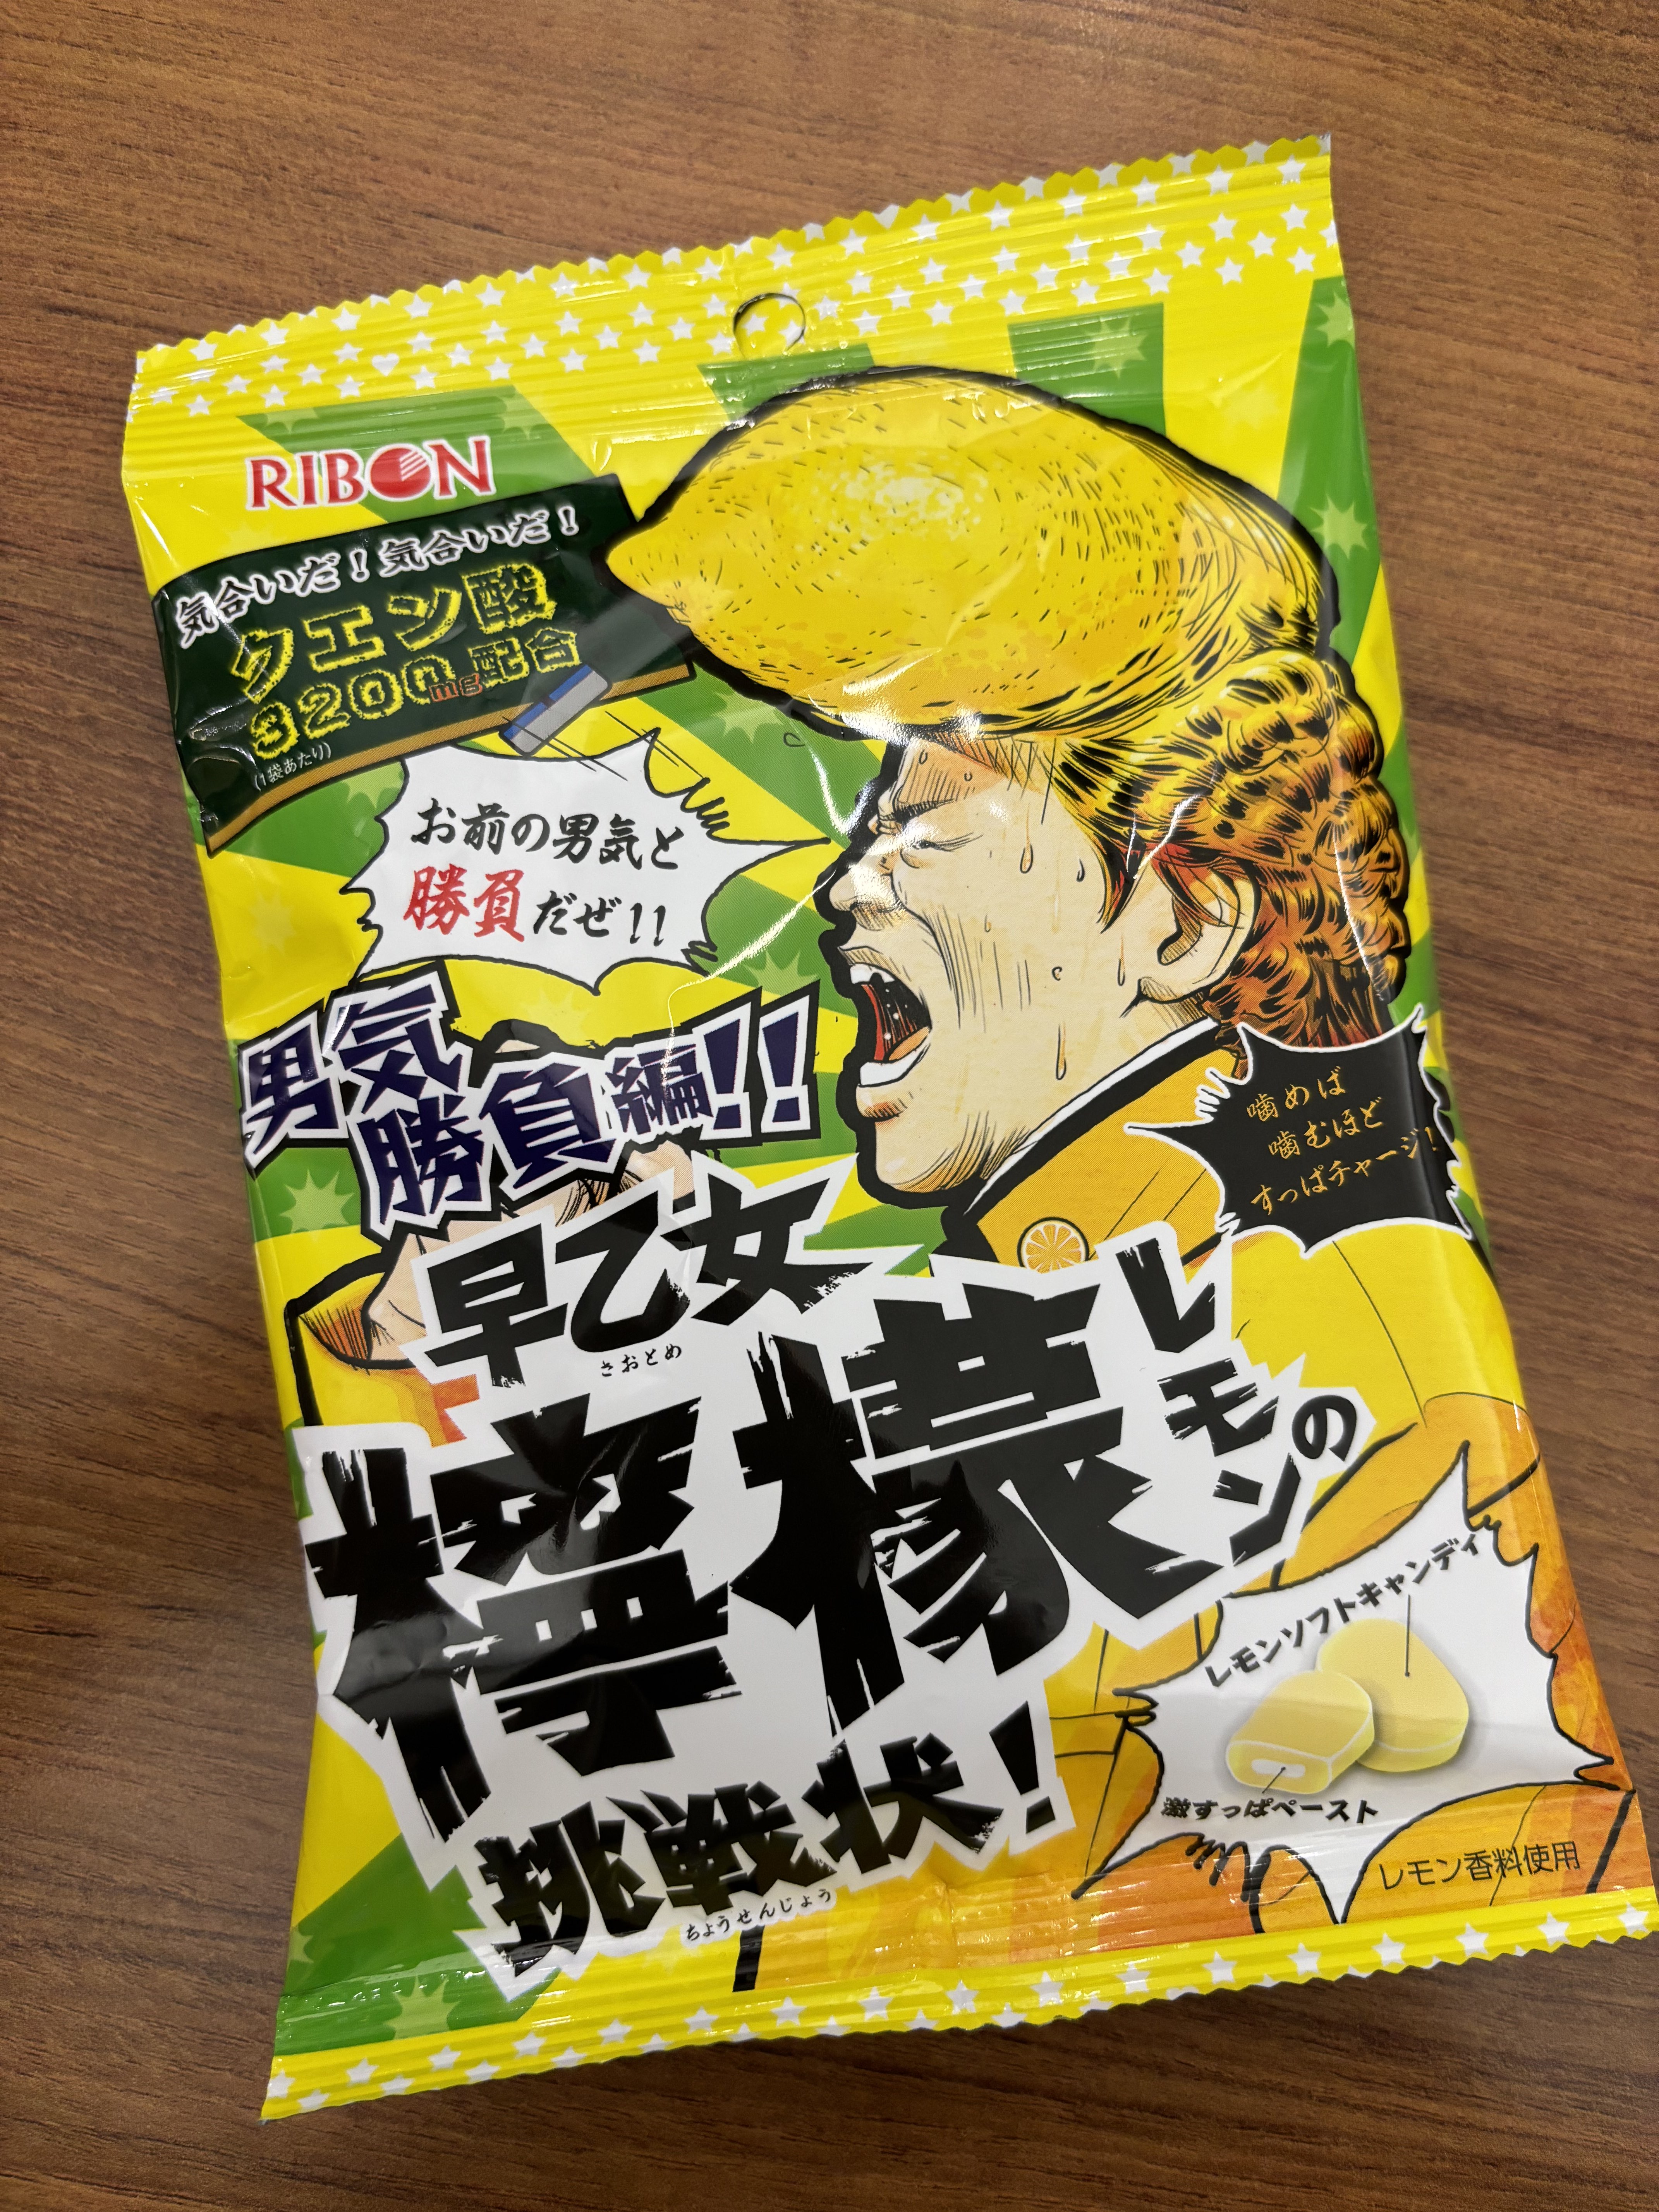 RIBON
気合いだ！気合いだ！
クエン酸
3200mg配合
(1袋あたり)
お前の男気と
勝負だぜ!!
男気
勝負編!!
噛めば
噛むほど
すっぱチャージ!
早乙女
さおとめ
檸檬
レモンの
挑戦状！
ちょうせんじょう
レモンソフトキャンディ
激すっぱペースト
レモン香料使用